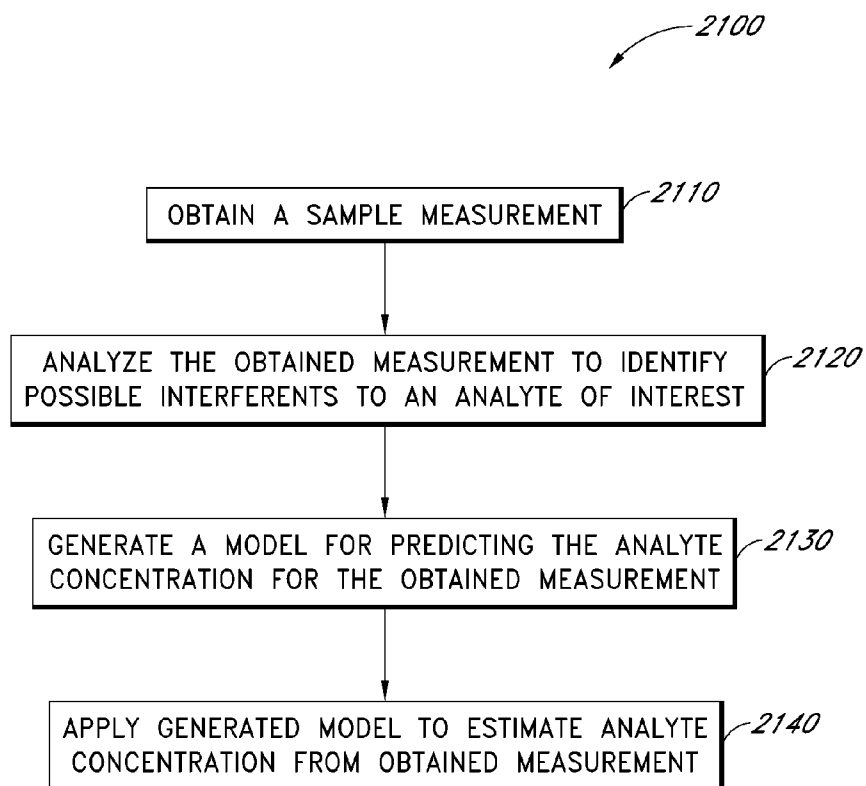 2100
OBTAIN A SAMPLE MEASUREMENT
2110
ANALYZE THE OBTAINED MEASUREMENT TO IDENTIFY
POSSIBLE INTERFERENTS TO AN ANALYTE OF INTEREST
2120
GENERATE A MODEL FOR PREDICTING THE ANALYTE
CONCENTRATION FOR THE OBTAINED MEASUREMENT
2130
APPLY GENERATED MODEL TO ESTIMATE ANALYTE
CONCENTRATION FROM OBTAINED MEASUREMENT
2140